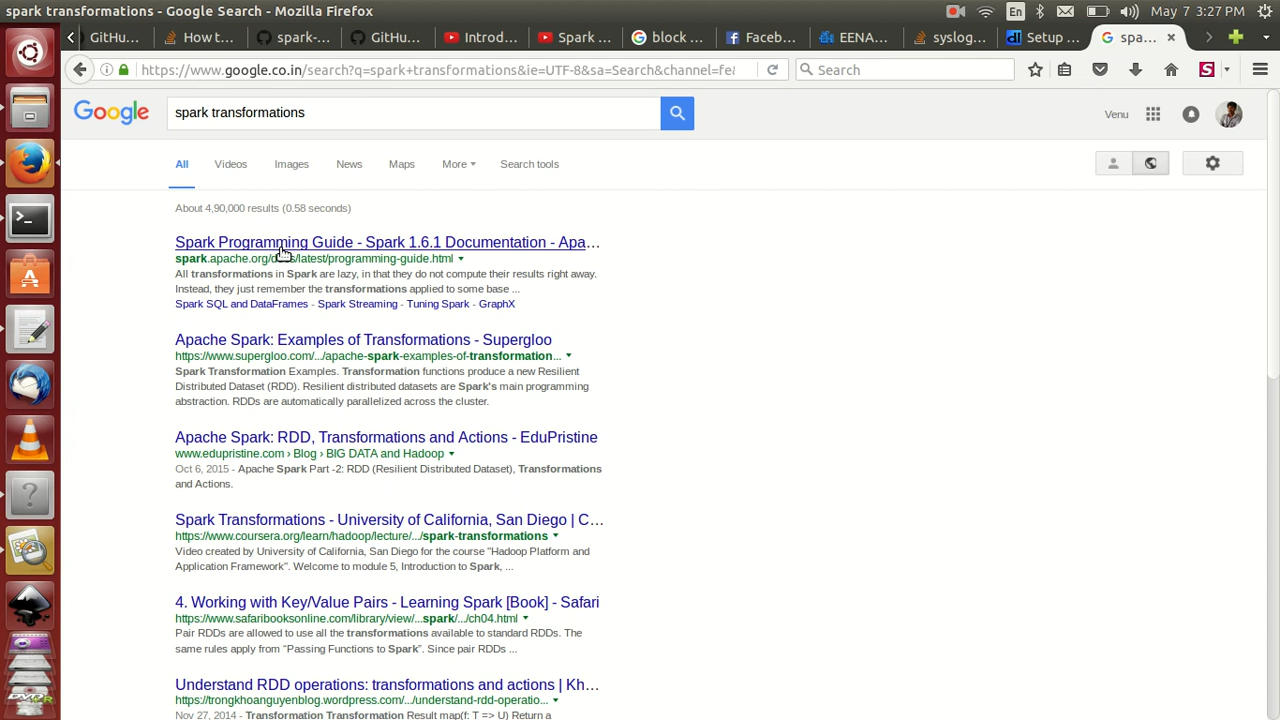 spark transformations - Google Search - Mozilla Firefox
En
May 7 3:27 PM
GitHu...
How t...
spark-...
GitHu...
Introd...
Spark ...
block ...
Faceb...
EENA...
syslog...
Setup ...
spa...
https://www.google.co.in/search?q=spark+transformations&ie=UTF-8&sa=Search&channel=fe
Search
S
Google
spark transformations
Venu
All
Videos
Images
News
Maps
More
Search tools
About 4,90,000 results (0.58 seconds)
Spark Programming Guide - Spark 1.6.1 Documentation - Apa...
spark.apache.org/docs/latest/programming-guide.html
All transformations in Spark are lazy, in that they do not compute their results right away.
Instead, they just remember the transformations applied to some base ...
Spark SQL and DataFrames - Spark Streaming - Tuning Spark - GraphX
Apache Spark: Examples of Transformations - Supergloo
https://www.supergloo.com/.../apache-spark-examples-of-transformation...
Spark Transformation Examples. Transformation functions produce a new Resilient
Distributed Dataset (RDD). Resilient distributed datasets are Spark's main programming
abstraction. RDDs are automatically parallelized across the cluster.
Apache Spark: RDD, Transformations and Actions - EduPristine
www.edupristine.com › Blog › BIG DATA and Hadoop
Oct 6, 2015 - Apache Spark Part -2: RDD (Resilient Distributed Dataset), Transformations
and Actions.
Spark Transformations - University of California, San Diego | C...
https://www.coursera.org/learn/hadoop/lecture/.../spark-transformations
Video created by University of California, San Diego for the course "Hadoop Platform and
Application Framework". Welcome to module 5, Introduction to Spark, ...
4. Working with Key/Value Pairs - Learning Spark [Book] - Safari
https://www.safaribooksonline.com/library/view/...spark/.../ch04.html
Pair RDDs are allowed to use all the transformations available to standard RDDs. The
same rules apply from “Passing Functions to Spark”. Since pair RDDs ...
Understand RDD operations: transformations and actions | Kh...
https://trongkhoanguyenblog.wordpress.com/.../understand-rdd-operatio...
Nov 27, 2014 - Transformation Transformation Result map(f: T => U) Return a